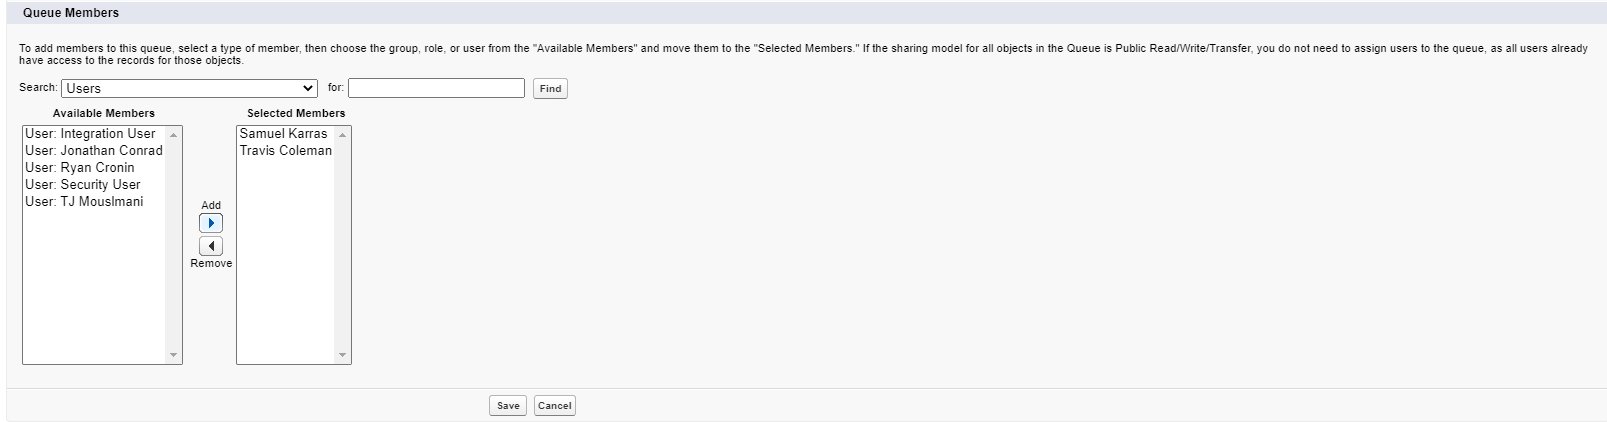 Queue Members
To add members to this queue, select a type of member, then choose the group, role, or user from the "Available Members" and move them to the "Selected Members." If the sharing model for all objects in the Queue is Public Read/Write/Transfer, you do not need to assign users to the queue, as all users already
have access to the records for those objects.
Search: Users for: Find
Available Members Selected Members
User: Integration User Samuel Karras
User: Jonathan Conrad Travis Coleman
User: Ryan Cronin
User: Security User
User: TJ Mouslmani
Add
Remove
Save Cancel